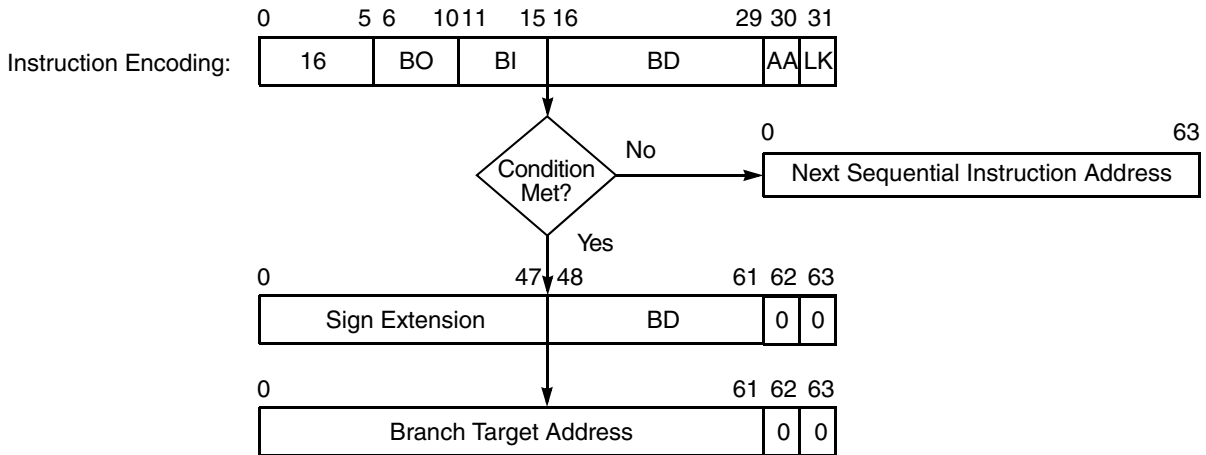 0 5 6 10 11 15 16 29 30 31
Instruction Encoding: 16 BO BI BD AA LK
0 63
Condition Met?
No
Next Sequential Instruction Address
Yes
0 47 48 61 62 63
Sign Extension BD 0 0
0 61 62 63
Branch Target Address 0 0